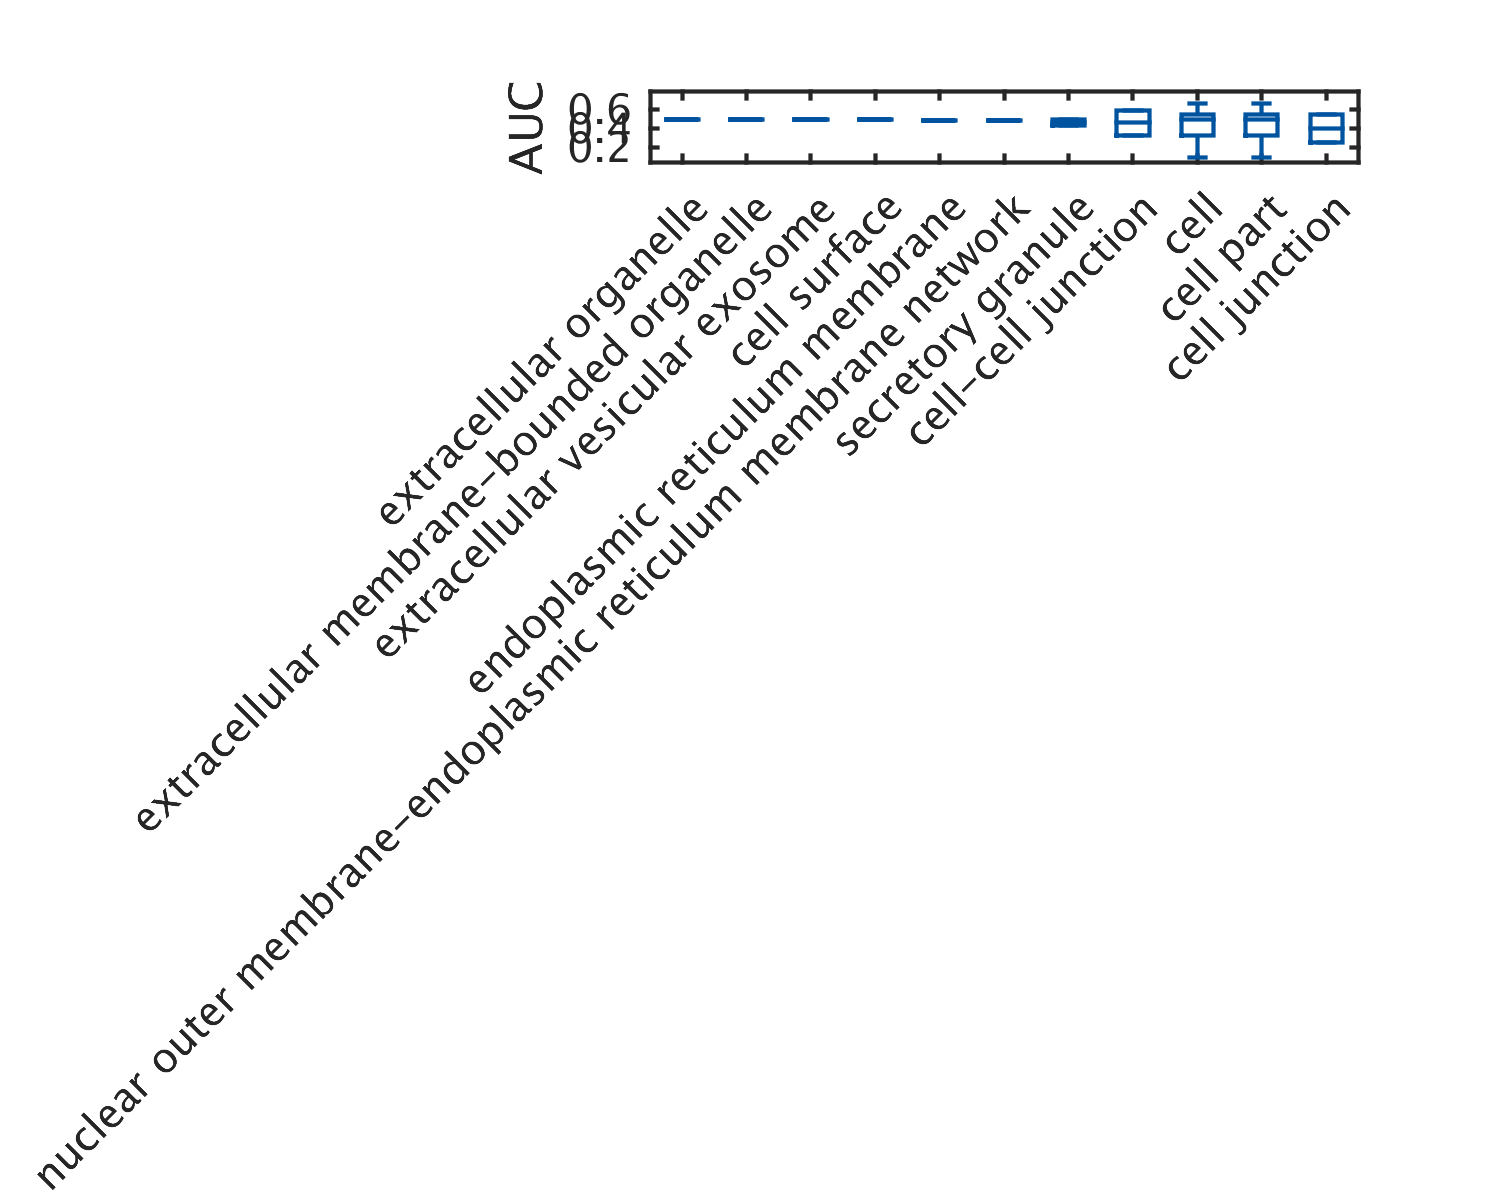 AUC
0.6
0.4
0.2
extracellular organelle
extracellular membrane−bounded organelle
extracellular vesicular exosome
cell surface
endoplasmic reticulum membrane
nuclear outer membrane−endoplasmic reticulum membrane network
secretory granule
cell−cell junction
cell
cell part
cell junction